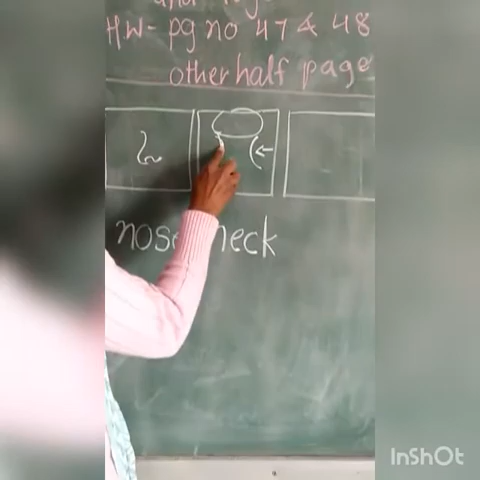 HW- pg no 47 & 48
other half page
nose neck
InShOt